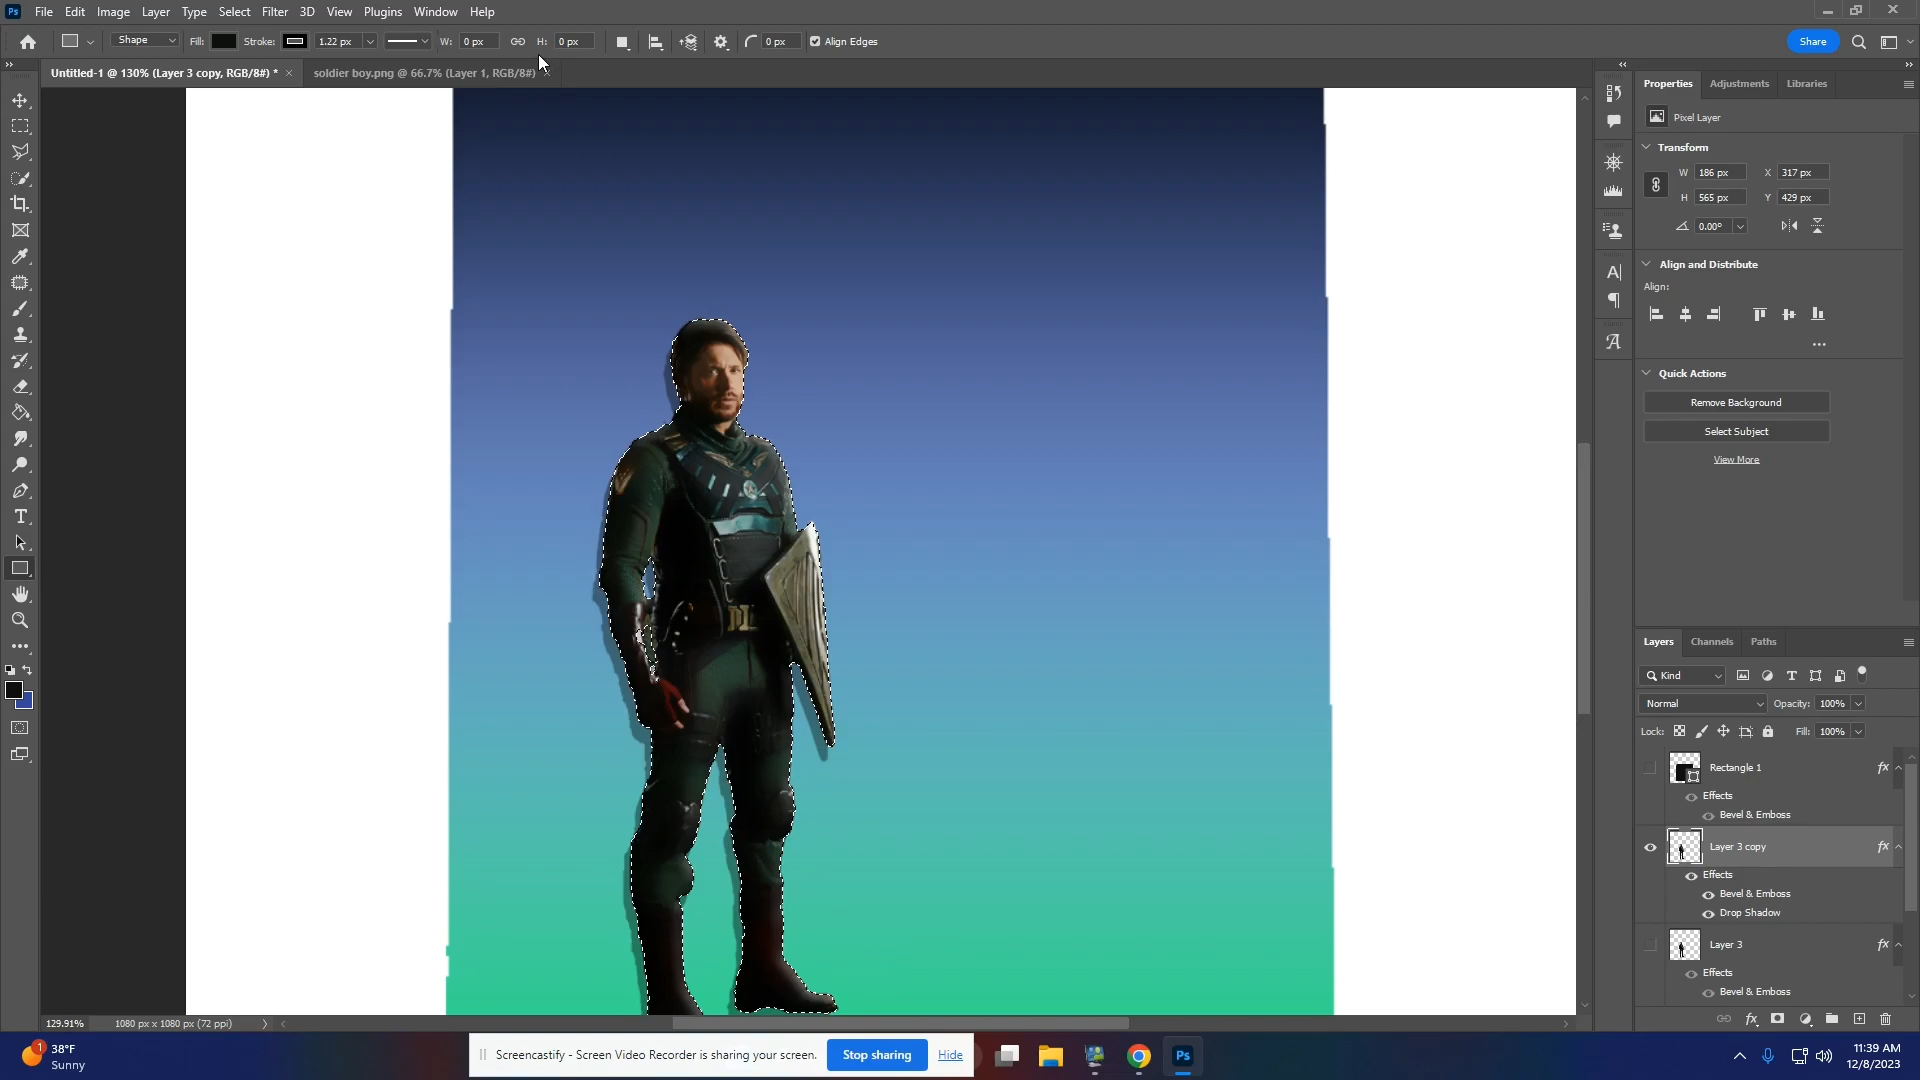 Ps File Edit Image Layer Type Select Filter 3D View Plugins Window Help
Shape Fill: Stroke: 1.22 px W: 0 px H: 0 px 0 px Align Edges Share
Untitled-1 @ 130% (Layer 3 copy, RGB/8#) * × soldier boy.png @ 66.7% (Layer 1, RGB/8#)
Properties Adjustments Libraries
Pixel Layer
Transform
W 186 px X 317 px
H 565 px Y 429 px
0.00°
Align and Distribute
Align:
Quick Actions
Remove Background
Select Subject
View More
Layers Channels Paths
Kind
Normal Opacity: 100%
Lock: Fill: 100%
Rectangle 1 fx
Effects
Bevel & Emboss
Layer 3 copy fx
Effects
Bevel & Emboss
Drop Shadow
Layer 3 fx
Effects
Bevel & Emboss
129.91% 1080 px x 1080 px (72 ppi)
1 38°F
Sunny
Screencastify - Screen Video Recorder is sharing your screen. Stop sharing Hide
Ps
11:39 AM
12/8/2023